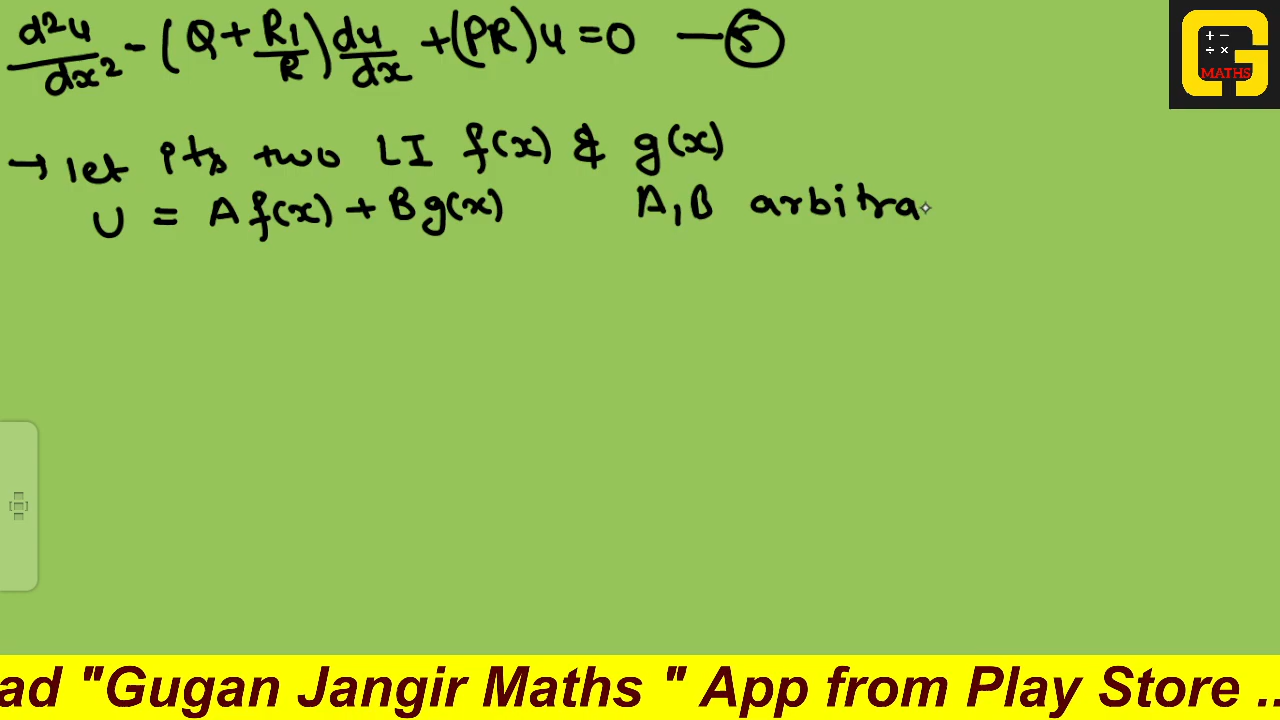 d²u/dx² - (Q + R1/R) du/dx + (PR)u = 0 — ⑤
→ let its two LI f(x) & g(x)
U = A f(x) + B g(x) A, B arbitra
+ −
÷ ×
MATHS
ad "Gugan Jangir Maths " App from Play Store ..